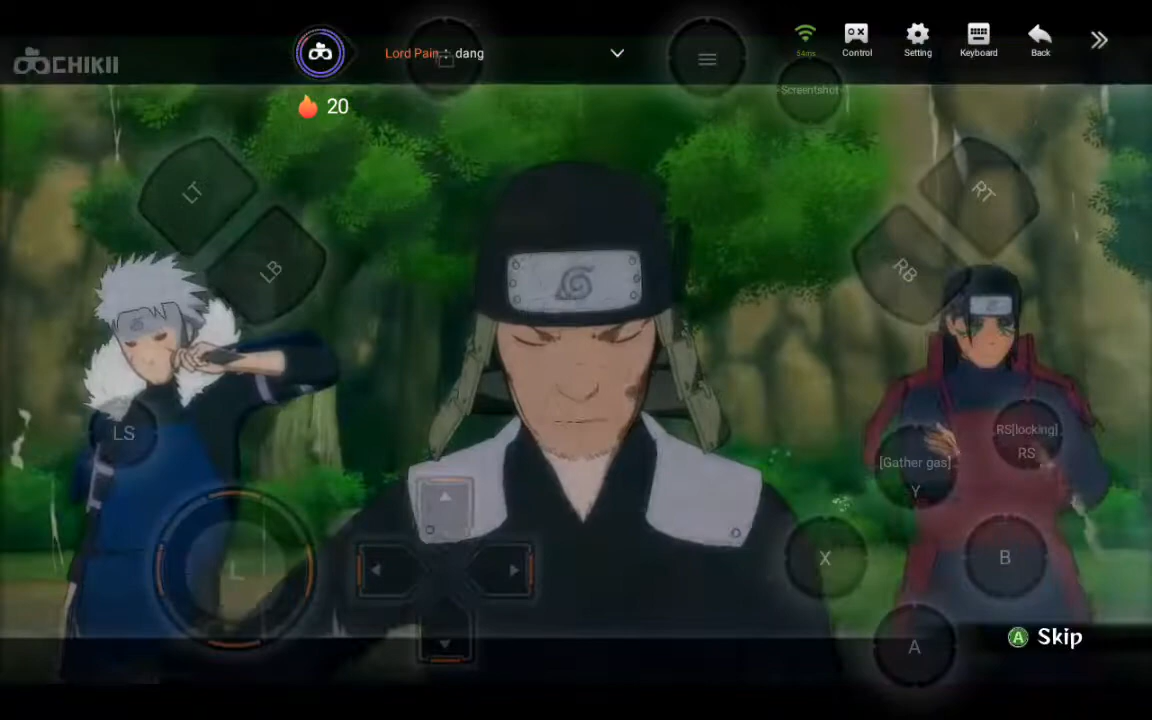 CHIKII
Lord Pain : dang
54ms
Control
Setting
Keyboard
Back
Screenshot
20
LT
LB
RT
RB
LS
RS[locking]
RS
[Gather gas]
Y
L
X
B
A
A Skip